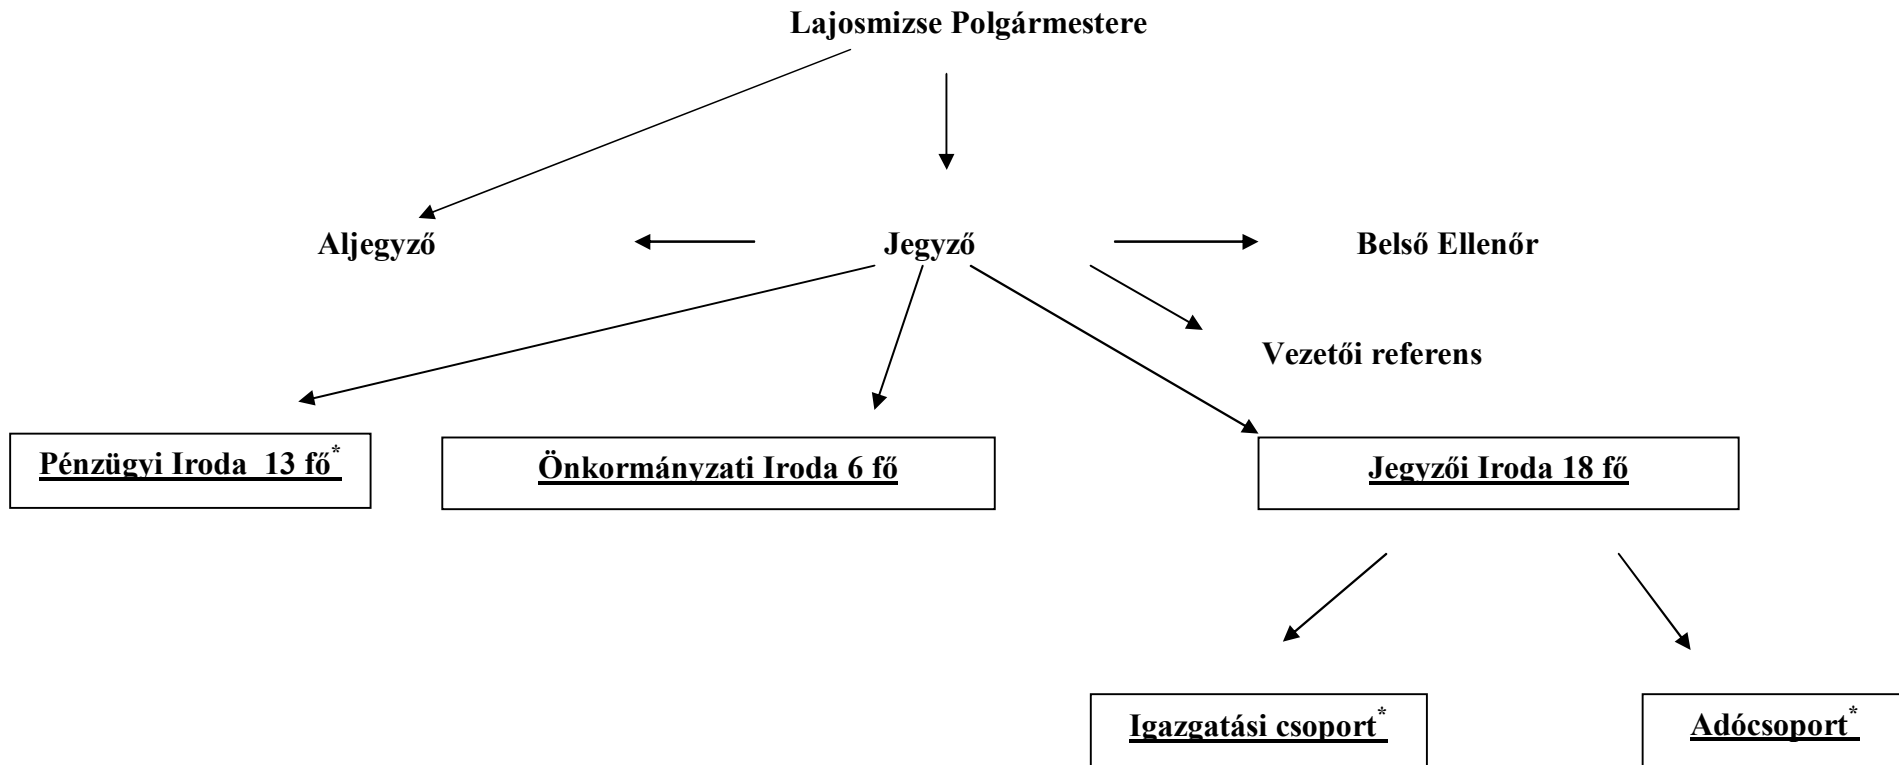 Lajosmizse Polgármestere
Aljegyző
Jegyző
Belső Ellenőr
Vezetői referens
Pénzügyi Iroda 13 fő*
Önkormányzati Iroda 6 fő
Jegyzői Iroda 18 fő
Igazgatási csoport*
Adócsoport*